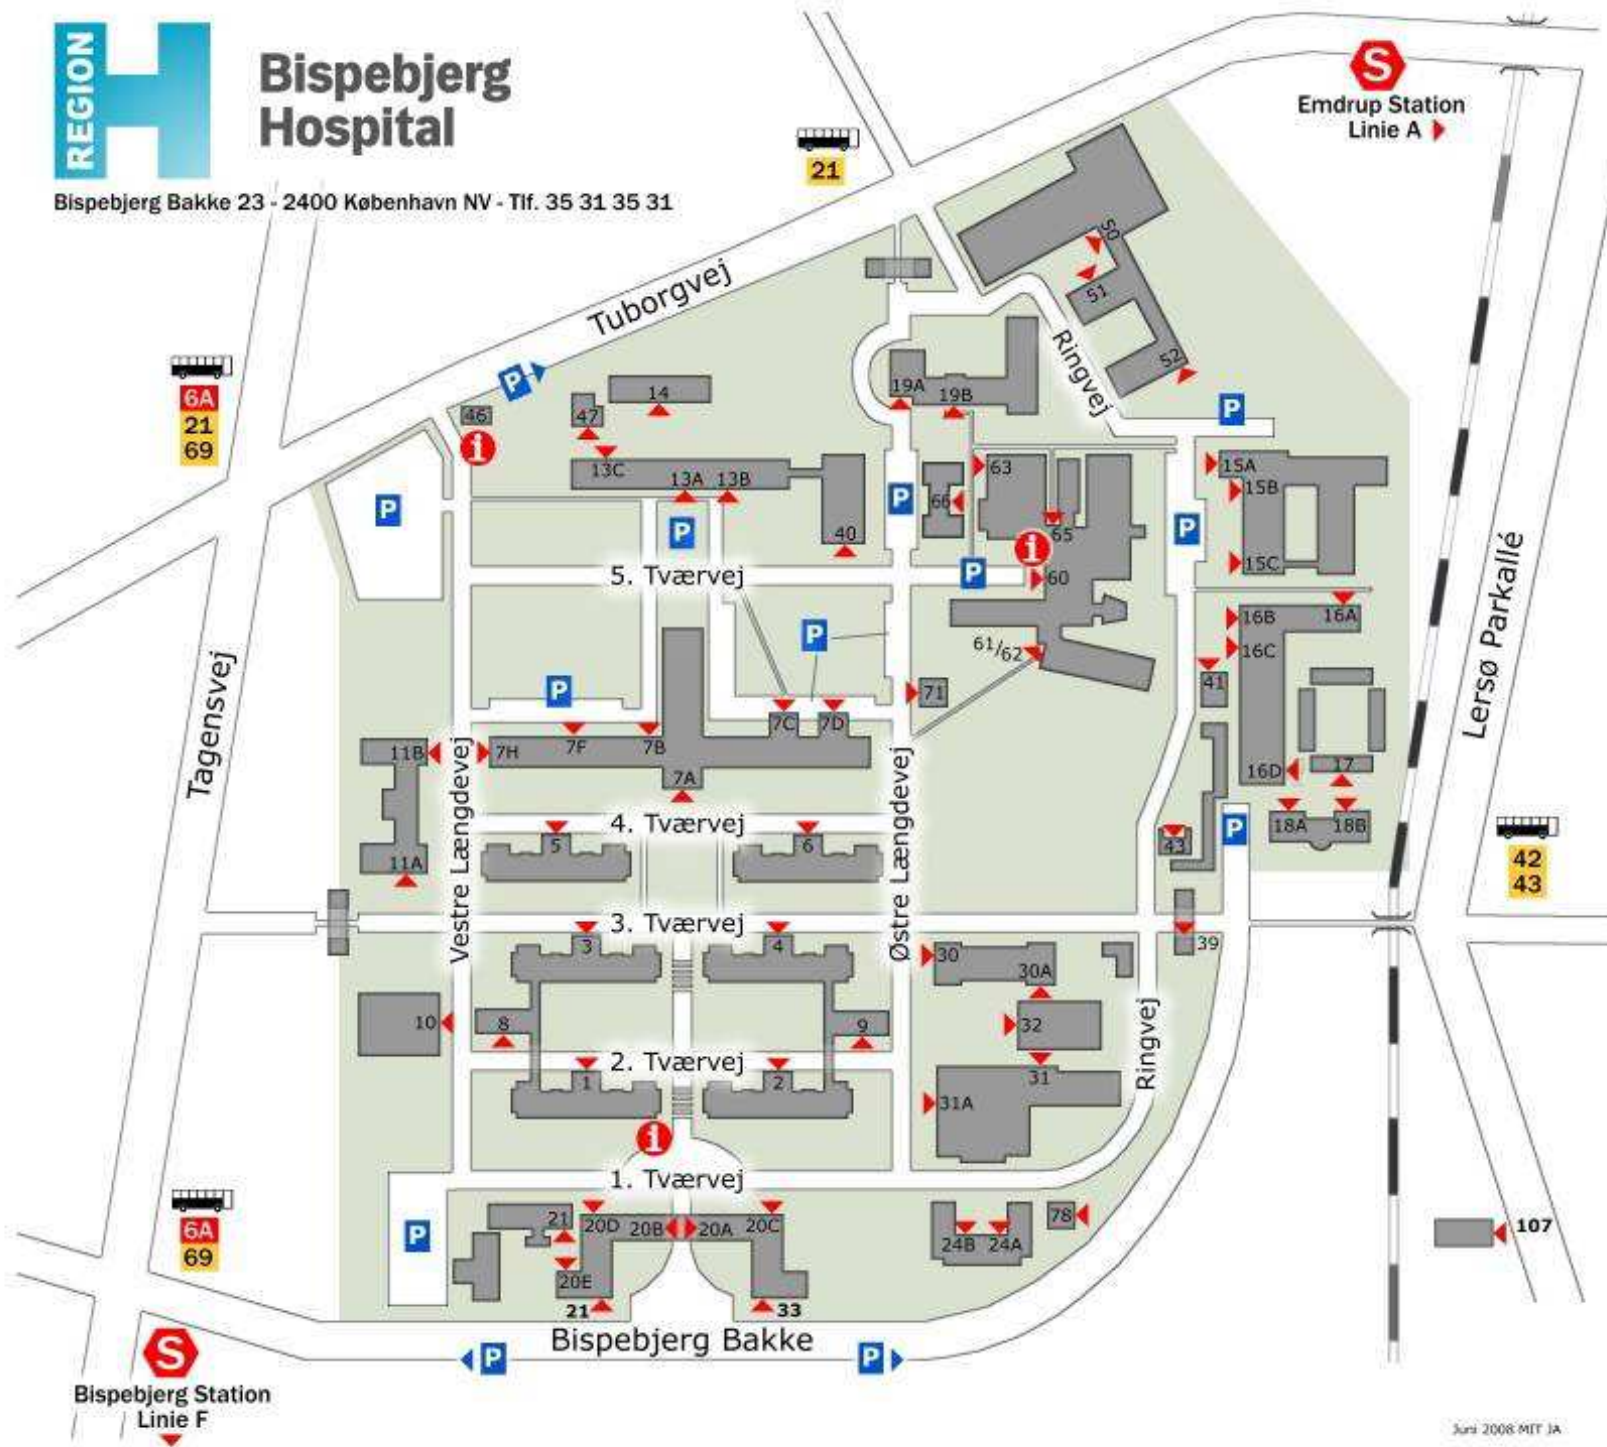 REGION
Bispebjerg
Hospital
Bispebjerg Bakke 23 - 2400 København NV - Tlf. 35 31 35 31
S
Emdrup Station
Linie A
21
Tuborgvej
50
51
52
Ringvej
6A
21
69
P
14
46
47
i
19A
19B
P
13C
13A
13B
P
P
40
P
66
63
65
i
60
P
P
15A
15B
15C
5. Tværvej
61/62
P
P
71
16B
16A
16C
41
Tagensvej
Lersø Parkallé
11B
7H
7F
7B
7A
7C
7D
16D
17
Vestre Længdevej
Østre Længdevej
4. Tværvej
5
6
11A
43
P
18A
18B
42
43
3. Tværvej
3
4
30
30A
39
10
8
9
32
Ringvej
2. Tværvej
1
2
31
31A
i
1. Tværvej
6A
69
P
21
20D
20B
20A
20C
20E
24B
24A
78
107
21
33
Bispebjerg Bakke
P
P
S
Bispebjerg Station
Linie F
Juni 2008 MIT JA